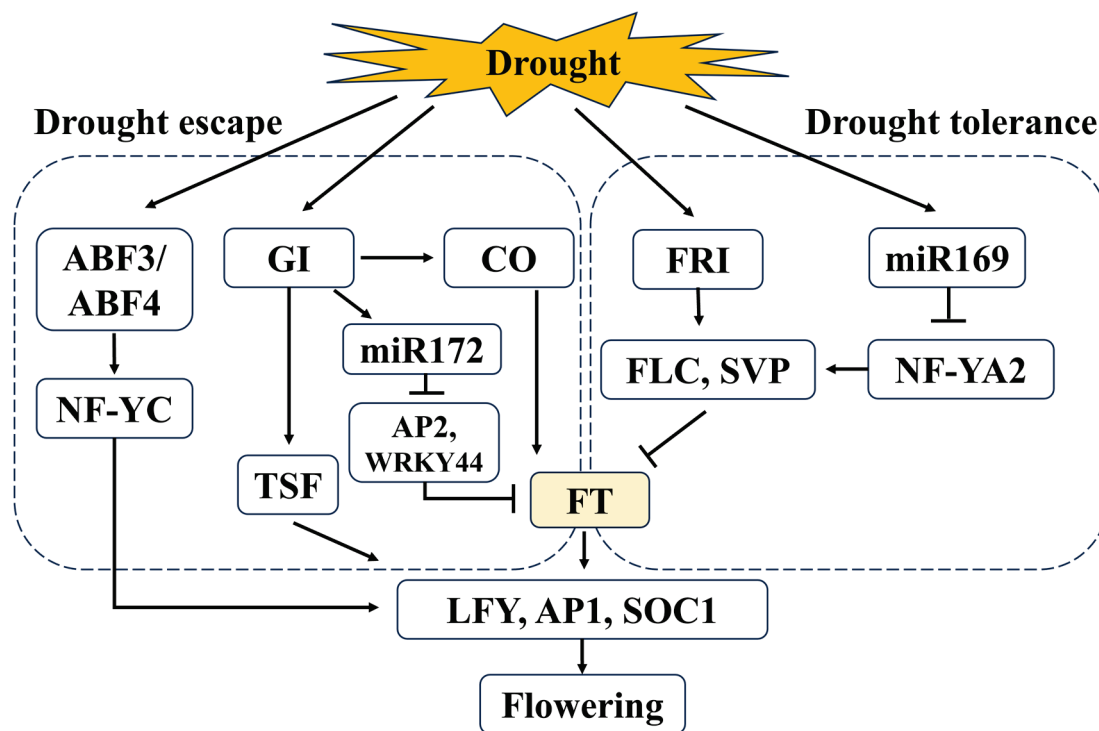 Drought
Drought escape
Drought tolerance
ABF3/
ABF4
GI
CO
FRI
miR169
miR172
FLC, SVP
NF-YA2
NF-YC
AP2,
WRKY44
TSF
FT
LFY, AP1, SOC1
Flowering